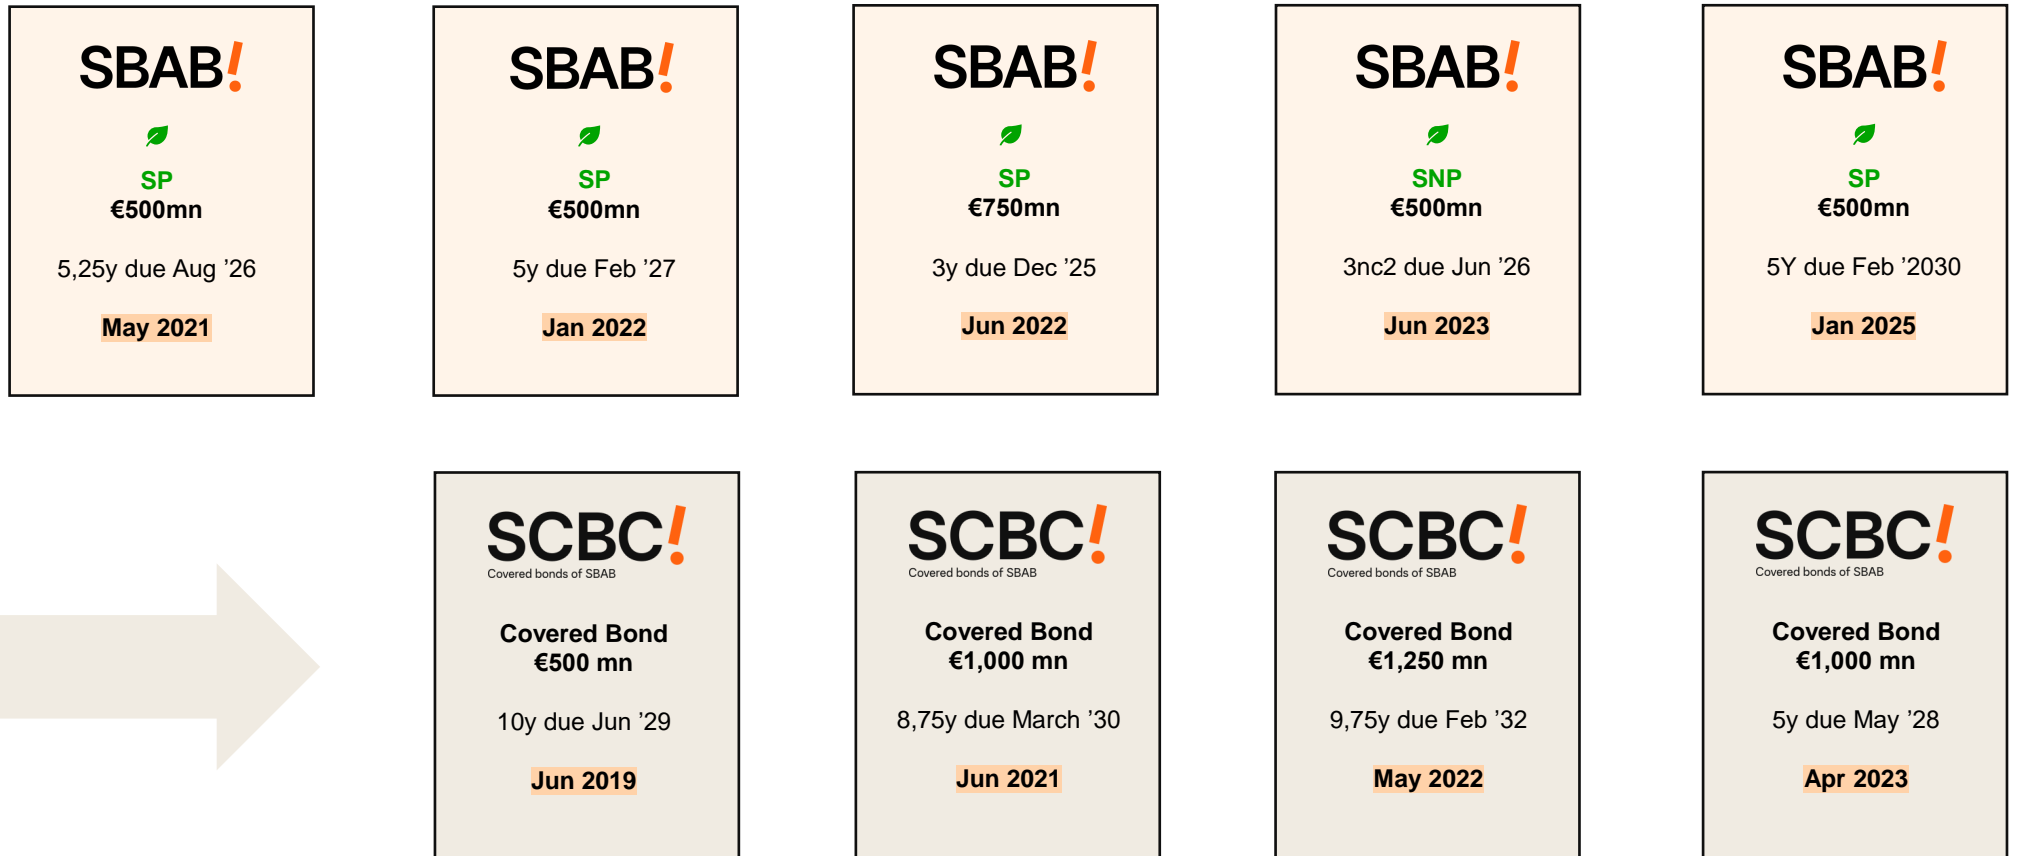 SBAB!
SP
€500mn
5,25y due Aug ’26
May 2021
SBAB!
SP
€500mn
5y due Feb ’27
Jan 2022
SBAB!
SP
€750mn
3y due Dec ’25
Jun 2022
SBAB!
SNP
€500mn
3nc2 due Jun ’26
Jun 2023
SBAB!
SP
€500mn
5Y due Feb ’2030
Jan 2025
SCBC!
Covered bonds of SBAB
Covered Bond
€500 mn
10y due Jun ’29
Jun 2019
SCBC!
Covered bonds of SBAB
Covered Bond
€1,000 mn
8,75y due March ’30
Jun 2021
SCBC!
Covered bonds of SBAB
Covered Bond
€1,250 mn
9,75y due Feb ’32
May 2022
SCBC!
Covered bonds of SBAB
Covered Bond
€1,000 mn
5y due May ’28
Apr 2023